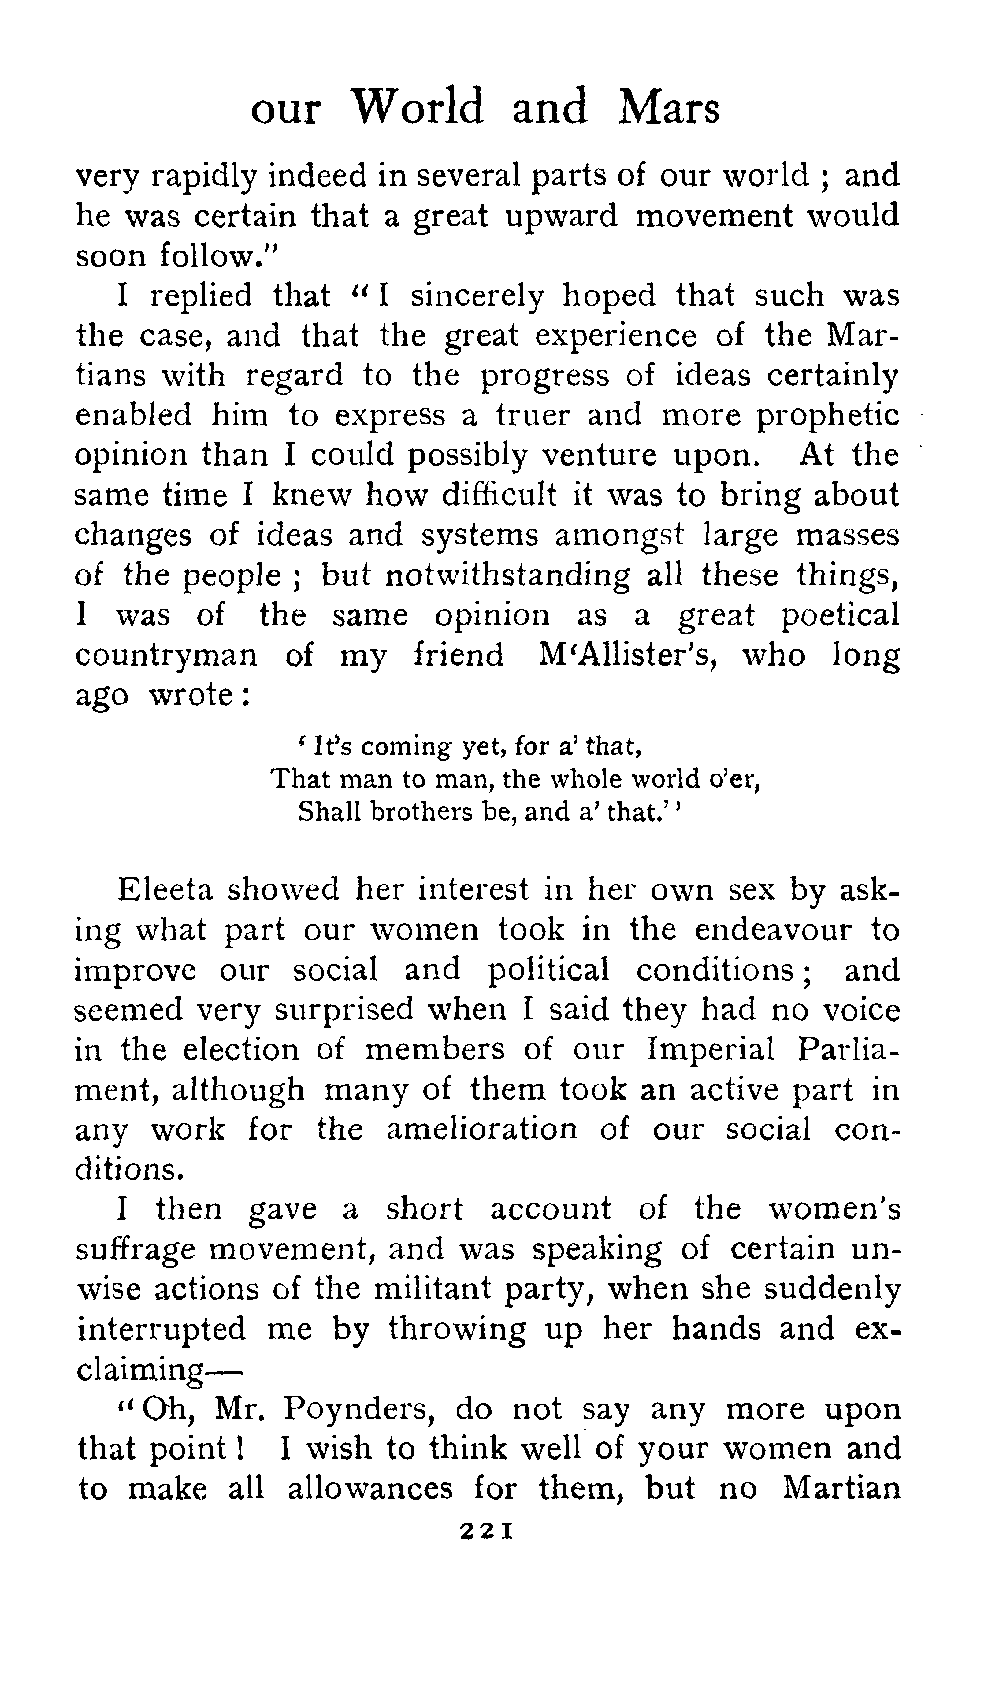 our World and Mars
very rapidly indeed in several parts of our world ; and
he was certain that a great upward movement would
soon follow."
I replied that " I sincerely hoped that such was
the case, and that the great experience of the Mar-
tians with regard to the progress of ideas certainly
enabled him to express a truer and more prophetic
opinion than I could possibly venture upon. At the
same time I knew how difficult it was to bring about
changes of ideas and systems amongst large masses
of the people ; but notwithstanding all these things,
I was of the same opinion as a great poetical
countryman of my friend M‘Allister's, who long
ago wrote :
‘ It's coming yet, for a' that,
That man to man, the whole world o'er,
Shall brothers be, and a' that.' '
Eleeta showed her interest in her own sex by ask-
ing what part our women took in the endeavour to
improve our social and political conditions ; and
seemed very surprised when I said they had no voice
in the election of members of our Imperial Parlia-
ment, although many of them took an active part in
any work for the amelioration of our social con-
ditions.
I then gave a short account of the women's
suffrage movement, and was speaking of certain un-
wise actions of the militant party, when she suddenly
interrupted me by throwing up her hands and ex-
claiming—
" Oh, Mr. Poynders, do not say any more upon
that point ! I wish to think well of your women and
to make all allowances for them, but no Martian
221